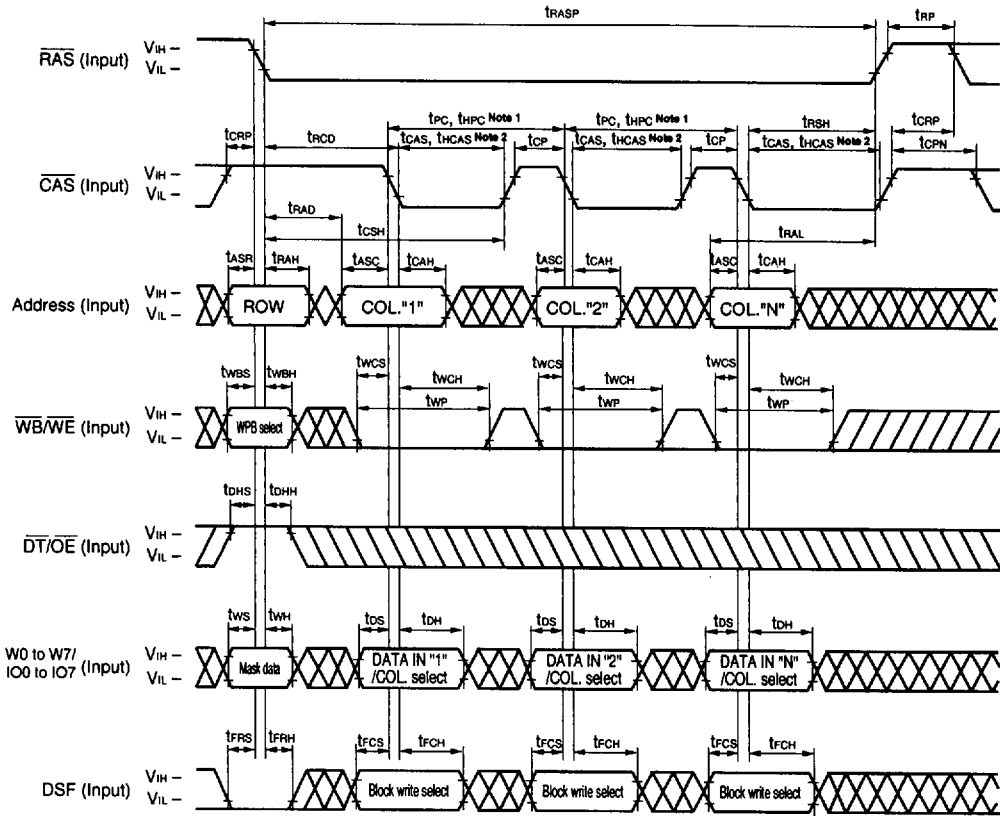 tRASP tRP
RAS (Input) VIH – VIL –
tPC, tHPC Note 1 tPC, tHPC Note 1 tRSH tCRP
tCRP tRCD tCAS, tHCAS Note 2 tCP tCAS, tHCAS Note 2 tCP tCAS, tHCAS Note 2 tCPN
CAS (Input) VIH – VIL –
tRAD
tCSH tRAL
tASR tRAH tASC tCAH tASC tCAH tASC tCAH
Address (Input) VIH – VIL – ROW COL."1" COL."2" COL."N"
tWCS tWCS tWCS
tWBS tWBH tWCH tWCH tWCH
tWP tWP tWP
WB/WE (Input) VIH – VIL – WPB select
tDHS tDHH
DT/OE (Input) VIH – VIL –
tWS tWH tDS tDH tDS tDH tDS tDH
W0 to W7/
IO0 to IO7 (Input) VIH – VIL – Mask data DATA IN "1" /COL. select DATA IN "2" /COL. select DATA IN "N" /COL. select
tFRS tFRH tFCS tFCH tFCS tFCH tFCS tFCH
DSF (Input) VIH – VIL – Block write select Block write select Block write select